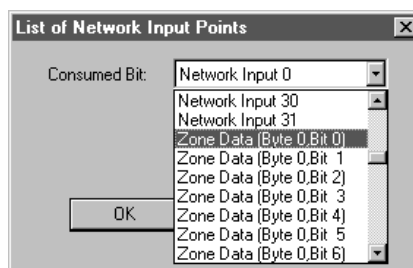 List of Network Input Points
Consumed Bit: Network Input 0
Network Input 30
Network Input 31
Zone Data (Byte 0,Bit 0)
Zone Data (Byte 0,Bit 1
Zone Data (Byte 0,Bit 2)
Zone Data (Byte 0,Bit 3
Zone Data (Byte 0,Bit 4)
Zone Data (Byte 0,Bit 5
Zone Data (Byte 0,Bit 6)
OK